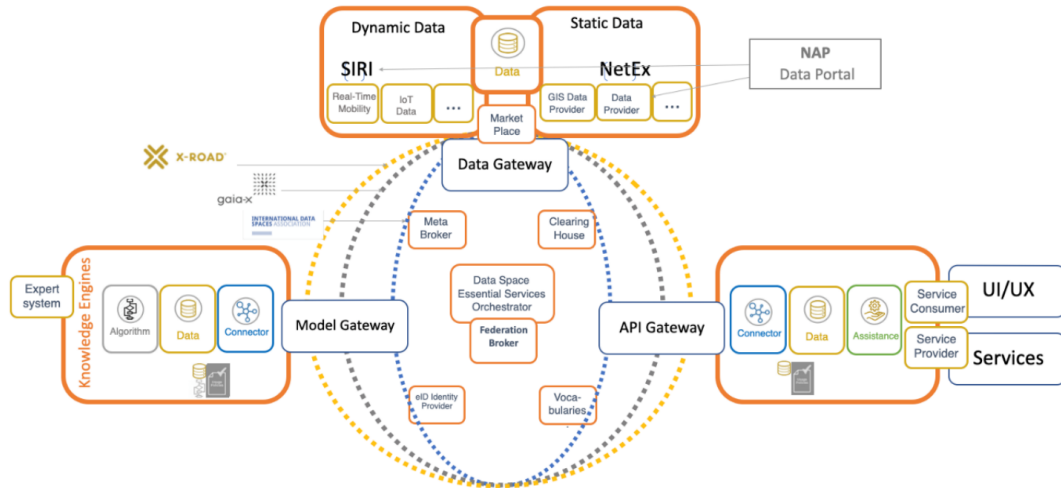 Dynamic Data
Static Data
Data
SIRI
NetEx
NAP
Data Portal
Real-Time
Mobility
IoT
Data
...
GIS Data
Provider
Data
Provider
...
Market
Place
Data Gateway
X-ROAD®
gaia-x
INTERNATIONAL DATA
SPACES ASSOCIATION
Meta
Broker
Clearing
House
Expert
system
Knowledge Engines
Algorithm
Data
Connector
Model Gateway
Data Space
Essential Services
Orchestrator
Federation
Broker
API Gateway
Connector
Data
Assistance
Service
Consumer
Service
Provider
UI/UX
Services
eID Identity
Provider
Voca-
bularies